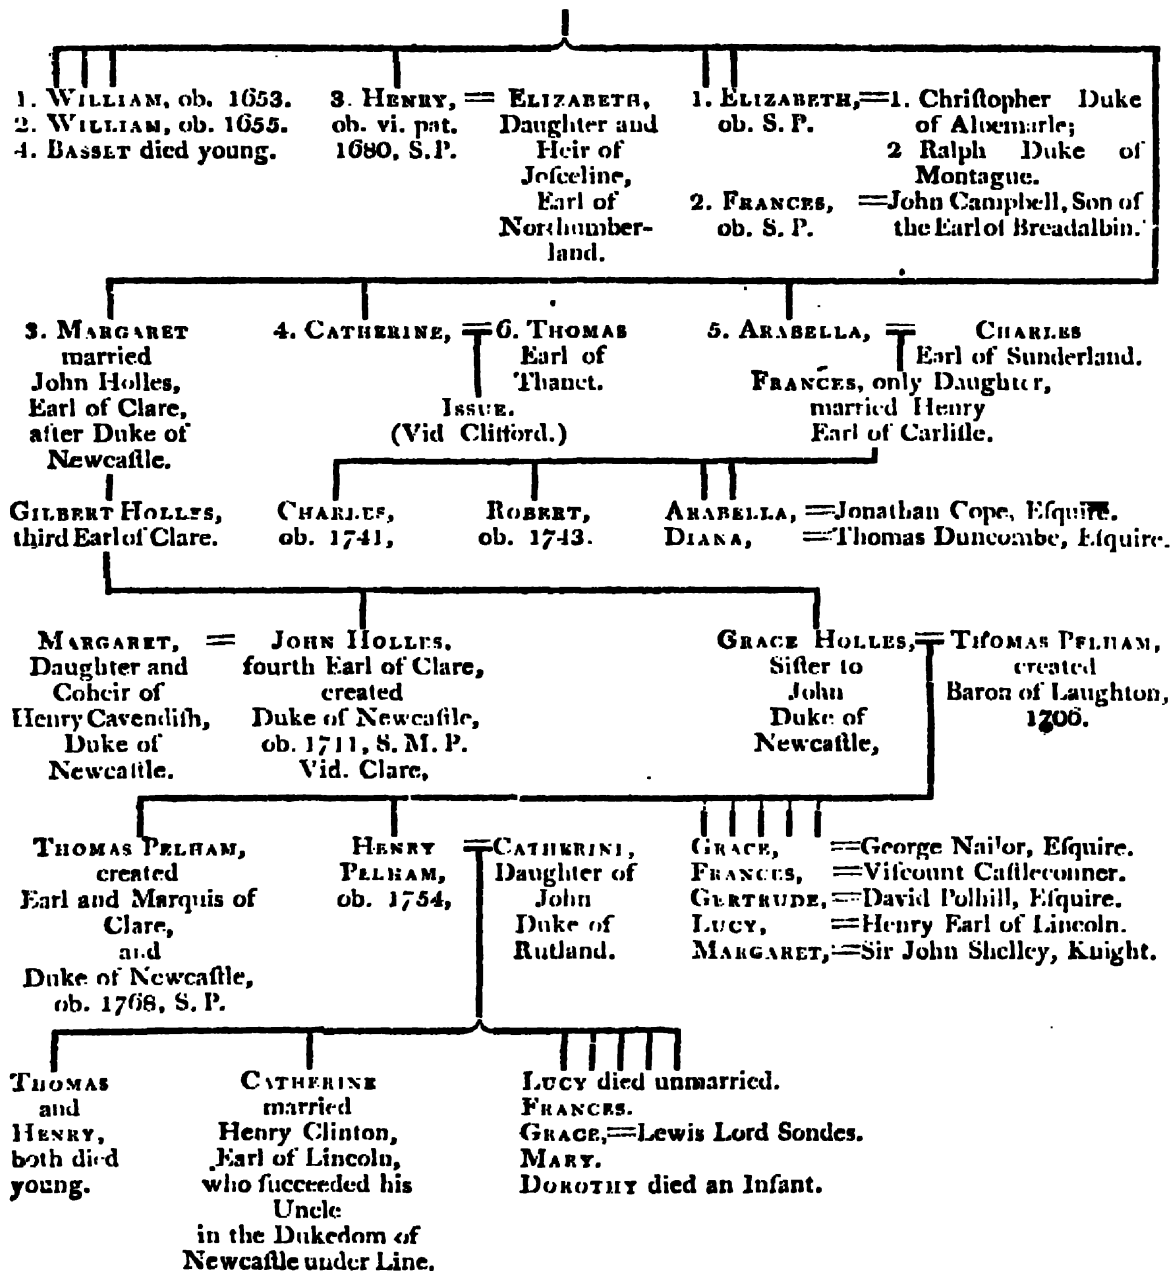 1. WILLIAM, ob. 1653.
2. WILLIAM, ob. 1655.
4. BASSET died young.
3. HENRY, =
ob. vi. pat.
1680, S.P.
ELIZABETH,
Daughter and
Heir of
Joſceline,
Earl of
Northumber-
land.
1. ELIZABETH,=1. Chriſtopher Duke
ob. S. P. of Albemarle;
2 Ralph Duke of
Montague.
2. FRANCES, =John Campbell, Son of
ob. S. P. the Earl of Breadalbin.
3. MARGARET
married
John Holles,
Earl of Clare,
after Duke of
Newcaſtle.
4. CATHERINE, = 6. THOMAS
Earl of
Thanet.
ISSUE.
(Vid Clifford.)
5. ARABELLA, = CHARLES
Earl of Sunderland.
FRANCES, only Daughter,
married Henry
Earl of Carliſle.
GILBERT HOLLES,
third Earl of Clare.
CHARLES,
ob. 1741,
ROBERT,
ob. 1743.
ARABELLA, =Jonathan Cope, Eſquire.
DIANA, =Thomas Duncombe, Eſquire.
MARGARET, =
Daughter and
Coheir of
Henry Cavendiſh,
Duke of
Newcaſtle.
JOHN HOLLES.
fourth Earl of Clare,
created
Duke of Newcaſtle,
ob. 1711, S. M. P.
Vid. Clare,
GRACE HOLLES,=
Siſter to
John
Duke of
Newcaſtle,
THOMAS PELHAM,
created
Baron of Laughton,
1706.
THOMAS PELHAM,
created
Earl and Marquis of
Clare,
and
Duke of Newcaſtle,
ob. 1768, S. P.
HENRY =
PELHAM,
ob. 1754,
CATHERINE,
Daughter of
John
Duke of
Rutland.
GRACE, =George Nailor, Eſquire.
FRANCES, =Viſcount Caſtleconner.
GERTRUDE,=David Polhill, Eſquire.
LUCY, =Henry Earl of Lincoln.
MARGARET,=Sir John Shelley, Knight.
THOMAS
and
HENRY,
both died
young.
CATHERINE
married
Henry Clinton,
Earl of Lincoln,
who ſucceeded his
Uncle
in the Dukedom of
Newcaſtle under Line.
LUCY died unmarried.
FRANCES.
GRACE,=Lewis Lord Sondes.
MARY.
DOROTHY died an Infant.